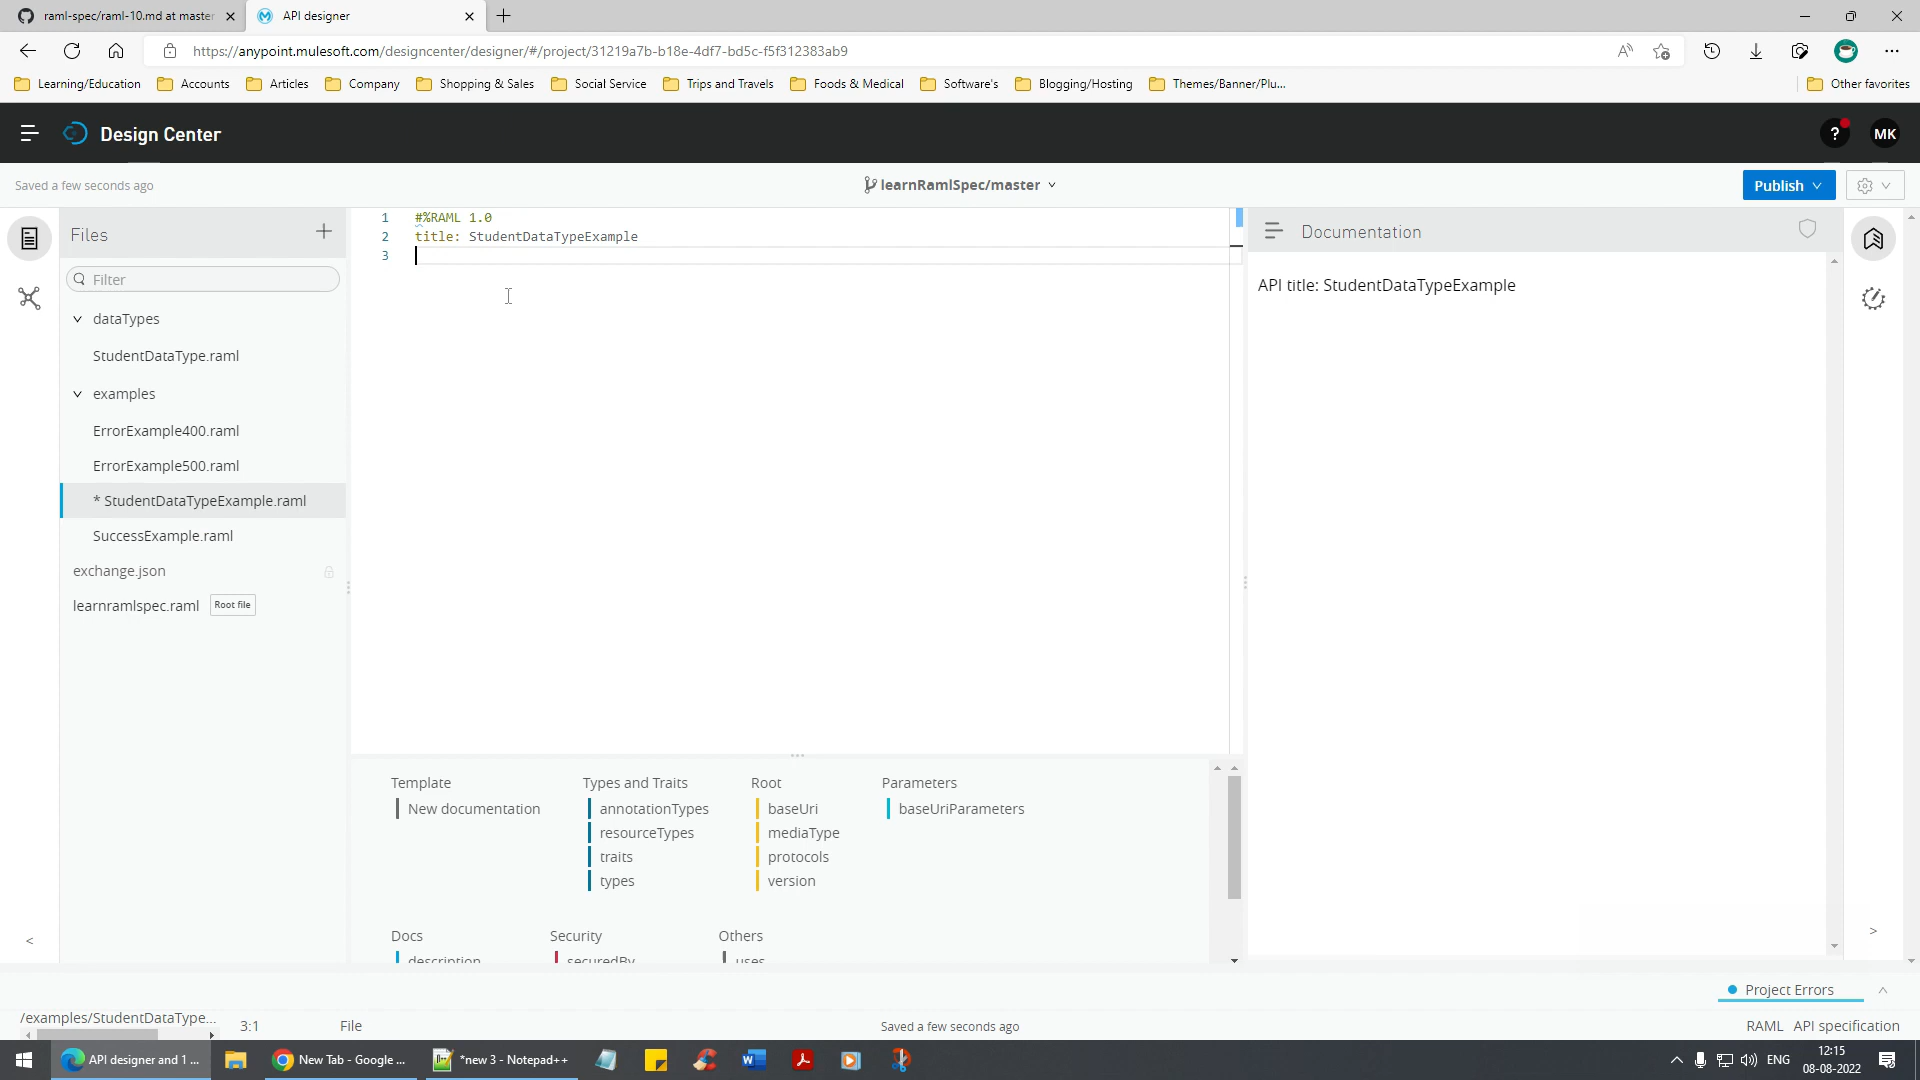 raml-spec/raml-10.md at master
API designer
https://anypoint.mulesoft.com/designcenter/designer/#/project/31219a7b-b18e-4df7-bd5c-f5f312383ab9
Learning/Education
Accounts
Articles
Company
Shopping & Sales
Social Service
Trips and Travels
Foods & Medical
Software's
Blogging/Hosting
Themes/Banner/Plu...
Other favorites
Design Center
?
MK
Saved a few seconds ago
learnRamlSpec/master
Publish
Files
Filter
dataTypes
StudentDataType.raml
examples
ErrorExample400.raml
ErrorExample500.raml
* StudentDataTypeExample.raml
SuccessExample.raml
exchange.json
learnramlspec.raml Root file
1 #%RAML 1.0
2 title: StudentDataTypeExample
3
Documentation
API title: StudentDataTypeExample
Template
New documentation
Types and Traits
annotationTypes
resourceTypes
traits
types
Root
baseUri
mediaType
protocols
version
Parameters
baseUriParameters
Docs
description
Security
securedBy
Others
uses
Project Errors
/examples/StudentDataType...
3:1
File
Saved a few seconds ago
RAML API specification
API designer and 1 ...
New Tab - Google ...
*new 3 - Notepad++
ENG
12:15
08-08-2022